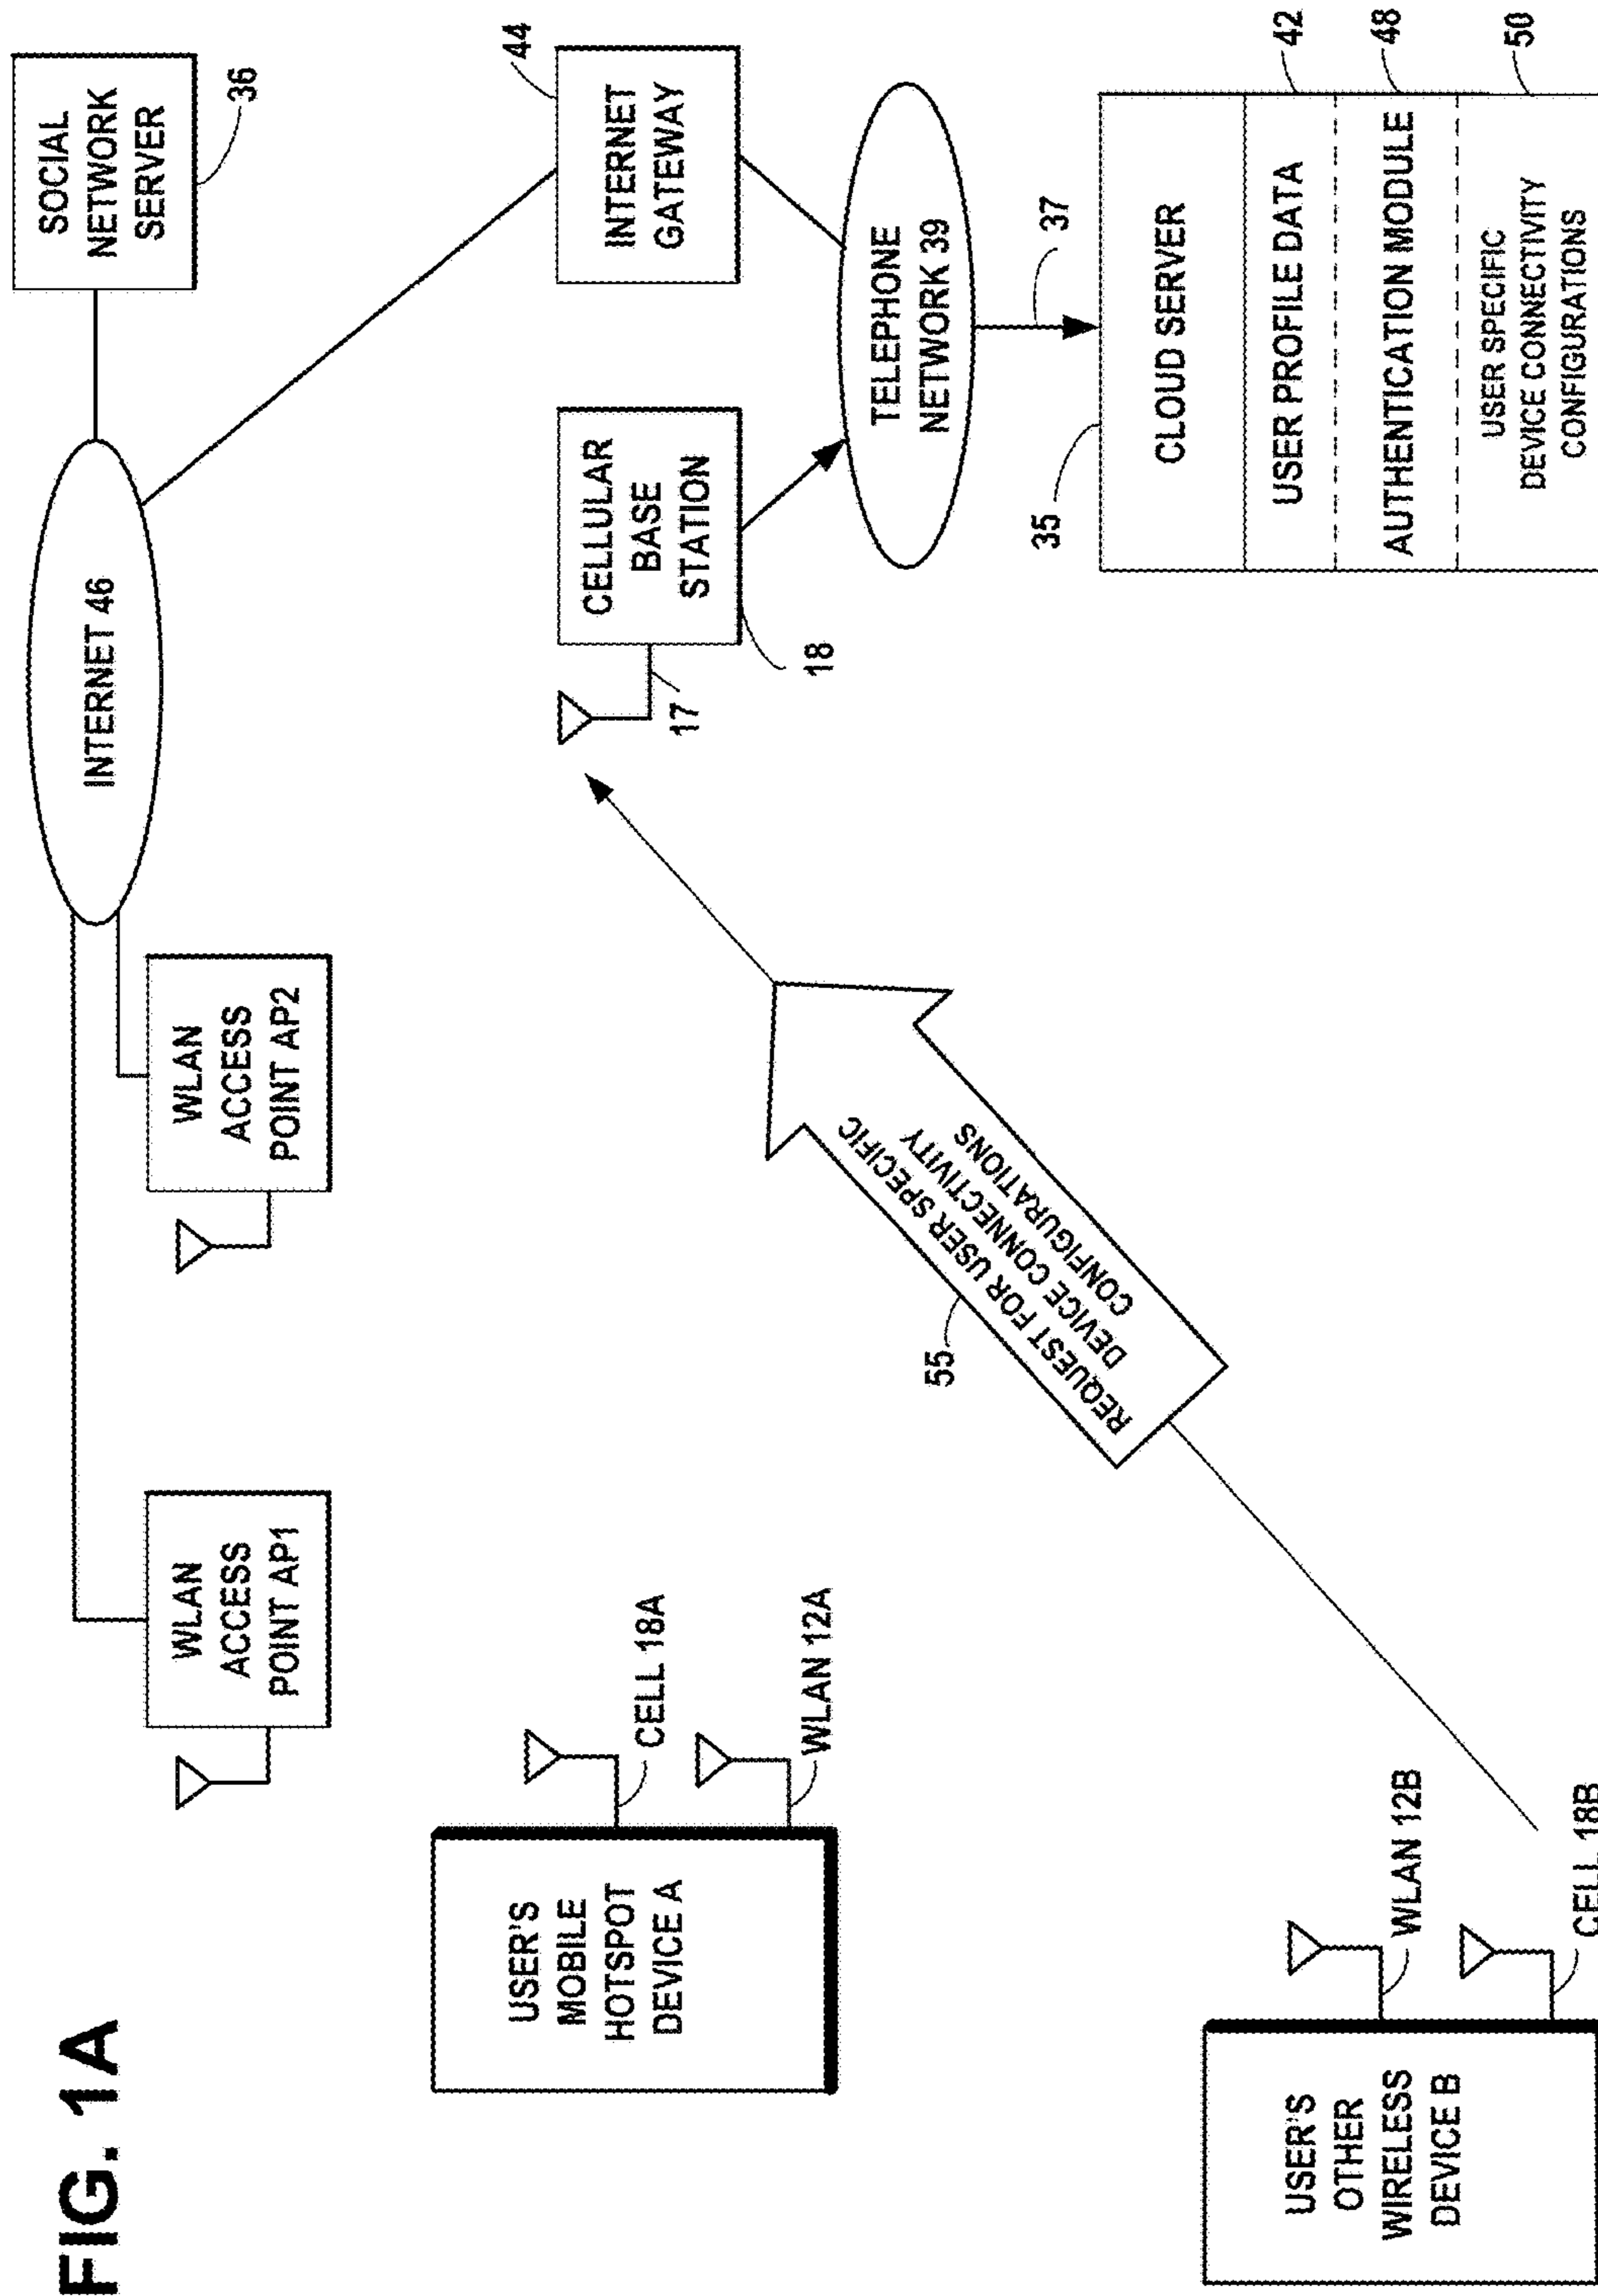 FIG. 1A
WLAN
ACCESS
POINT AP1
WLAN
ACCESS
POINT AP2
INTERNET 46
SOCIAL
NETWORK
SERVER
36
USER'S
MOBILE
HOTSPOT
DEVICE A
CELL 18A
WLAN 12A
17
18
CELLULAR
BASE
STATION
INTERNET
GATEWAY
44
TELEPHONE
NETWORK 39
37
55
REQUEST FOR USER SPECIFIC
DEVICE CONNECTIVITY
CONFIGURATIONS
35
CLOUD SERVER
USER PROFILE DATA
42
AUTHENTICATION MODULE
48
USER SPECIFIC
DEVICE CONNECTIVITY
CONFIGURATIONS
50
USER'S
OTHER
WIRELESS
DEVICE B
WLAN 12B
CELL 18B